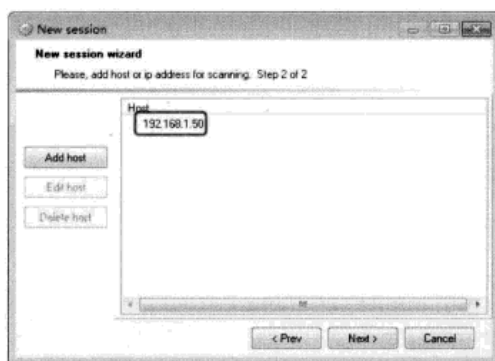 New session
New session wizard
Please, add host or ip address for scanning. Step 2 of 2
Host
192.168.1.50
Add host
Edit host
Delete host
< Prev
Next >
Cancel